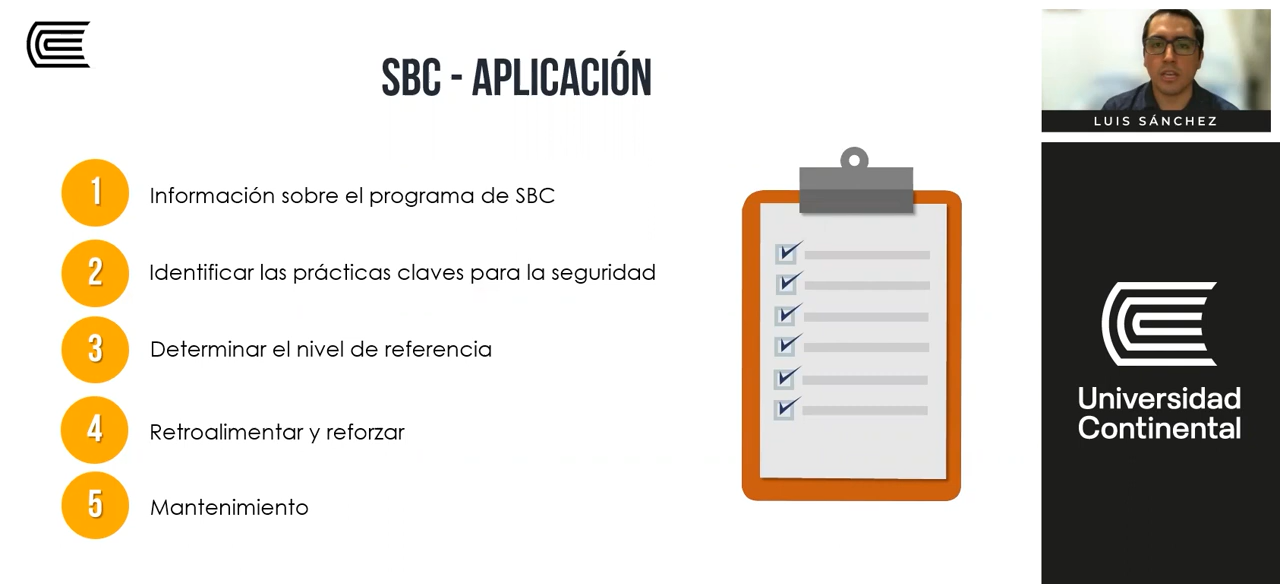 SBC - APLICACIÓN
1
Información sobre el programa de SBC
2
Identificar las prácticas claves para la seguridad
3
Determinar el nivel de referencia
4
Retroalimentar y reforzar
5
Mantenimiento
LUIS SÁNCHEZ
Universidad
Continental